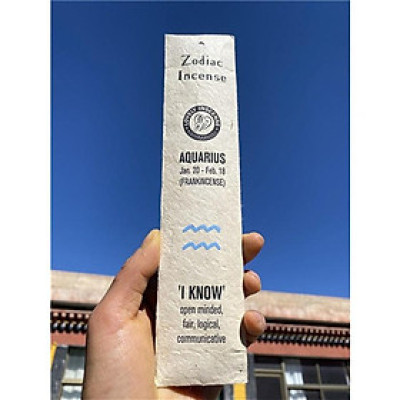 Zodiac
Incense
AQUARIUS
Jan. 20 - Feb. 18
(FRANKINCENSE)
'I KNOW'
open minded,
fair, logical,
communicative